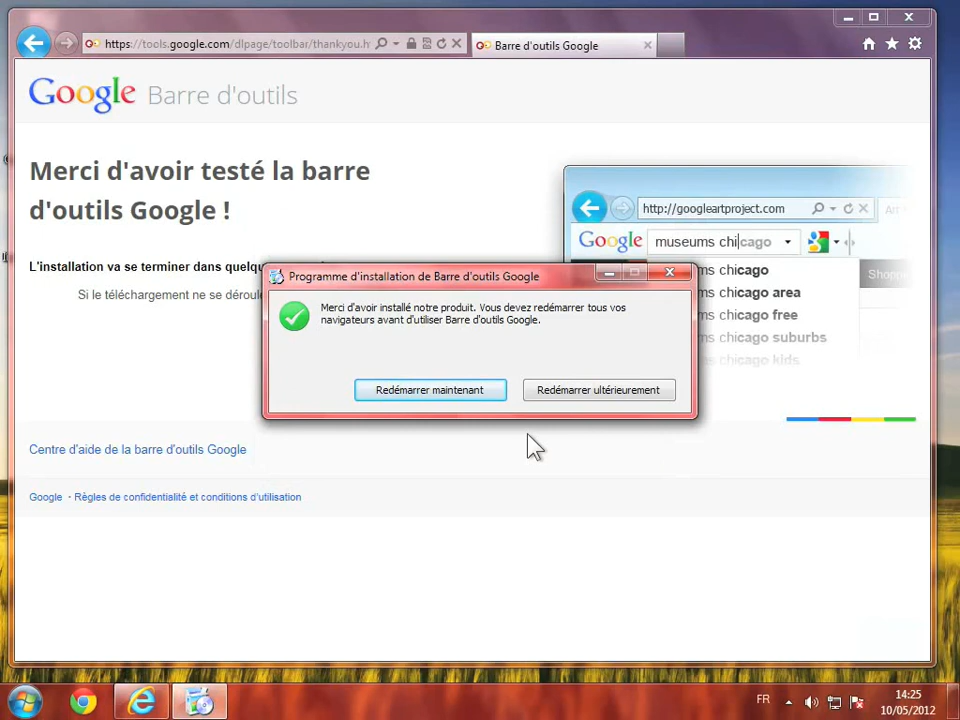 https://tools.google.com/dlpage/toolbar/thankyou.h
Barre d'outils Google
Google Barre d'outils
Merci d'avoir testé la barre
d'outils Google !
L'installation va se terminer dans quelqu
Si le téléchargement ne se déroul
http://googleartproject.com
Google museums chicago
ms chicago
ms chicago area
ms chicago free
ms chicago suburbs
ms chicago kids
Programme d'installation de Barre d'outils Google
Merci d'avoir installé notre produit. Vous devez redémarrer tous vos
navigateurs avant d'utiliser Barre d'outils Google.
Redémarrer maintenant
Redémarrer ultérieurement
Centre d'aide de la barre d'outils Google
Google - Règles de confidentialité et conditions d'utilisation
FR
14:25
10/05/2012